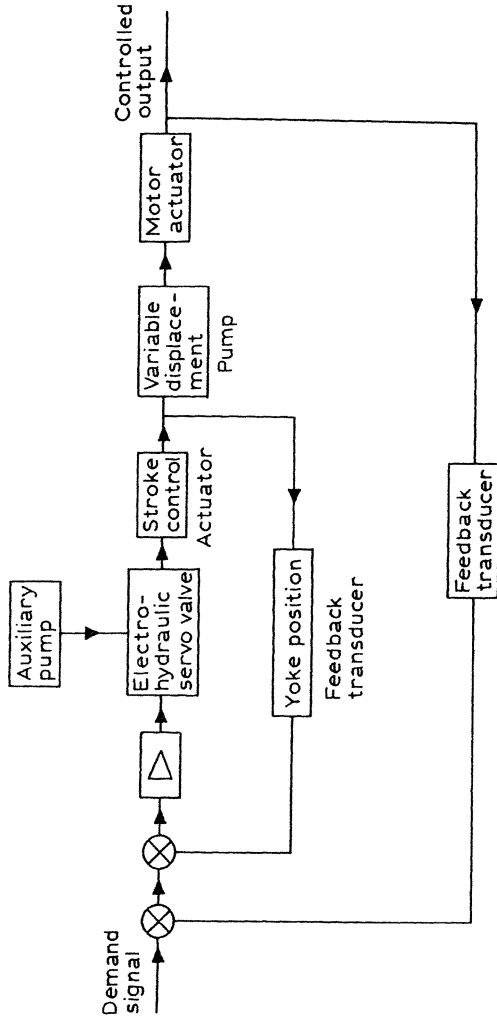 Demand
signal
Auxiliary
pump
Electro-
hydraulic
servo valve
Stroke
control
Actuator
Variable
displace-
ment
Pump
Motor
actuator
Controlled
output
Yoke position
Feedback
transducer
Feedback
transducer